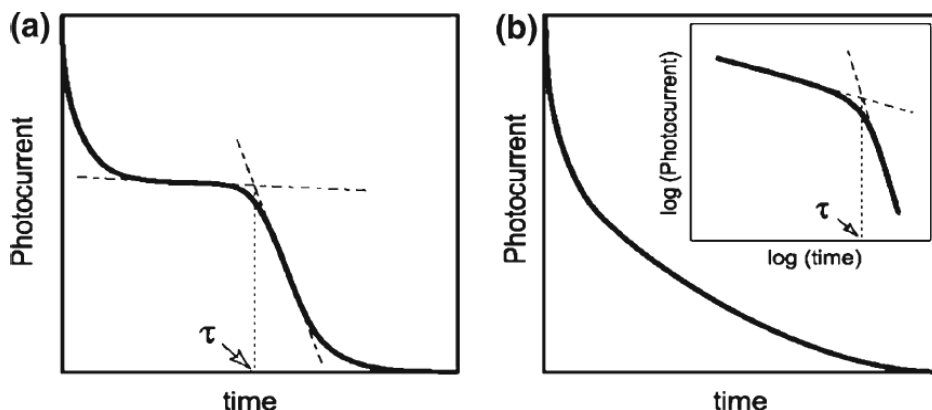 (a)
Photocurrent
τ
time
(b)
Photocurrent
log (Photocurrent)
τ
log (time)
time